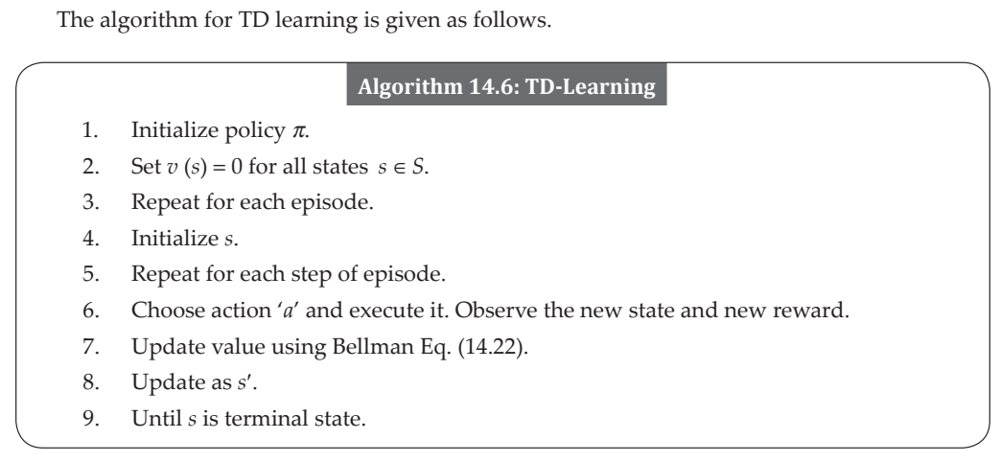 The algorithm for TD learning is given as follows.
Algorithm 14.6: TD-Learning
1. Initialize policy π.
2. Set v (s) = 0 for all states s ∈ S.
3. Repeat for each episode.
4. Initialize s.
5. Repeat for each step of episode.
6. Choose action ‘a’ and execute it. Observe the new state and new reward.
7. Update value using Bellman Eq. (14.22).
8. Update as s′.
9. Until s is terminal state.